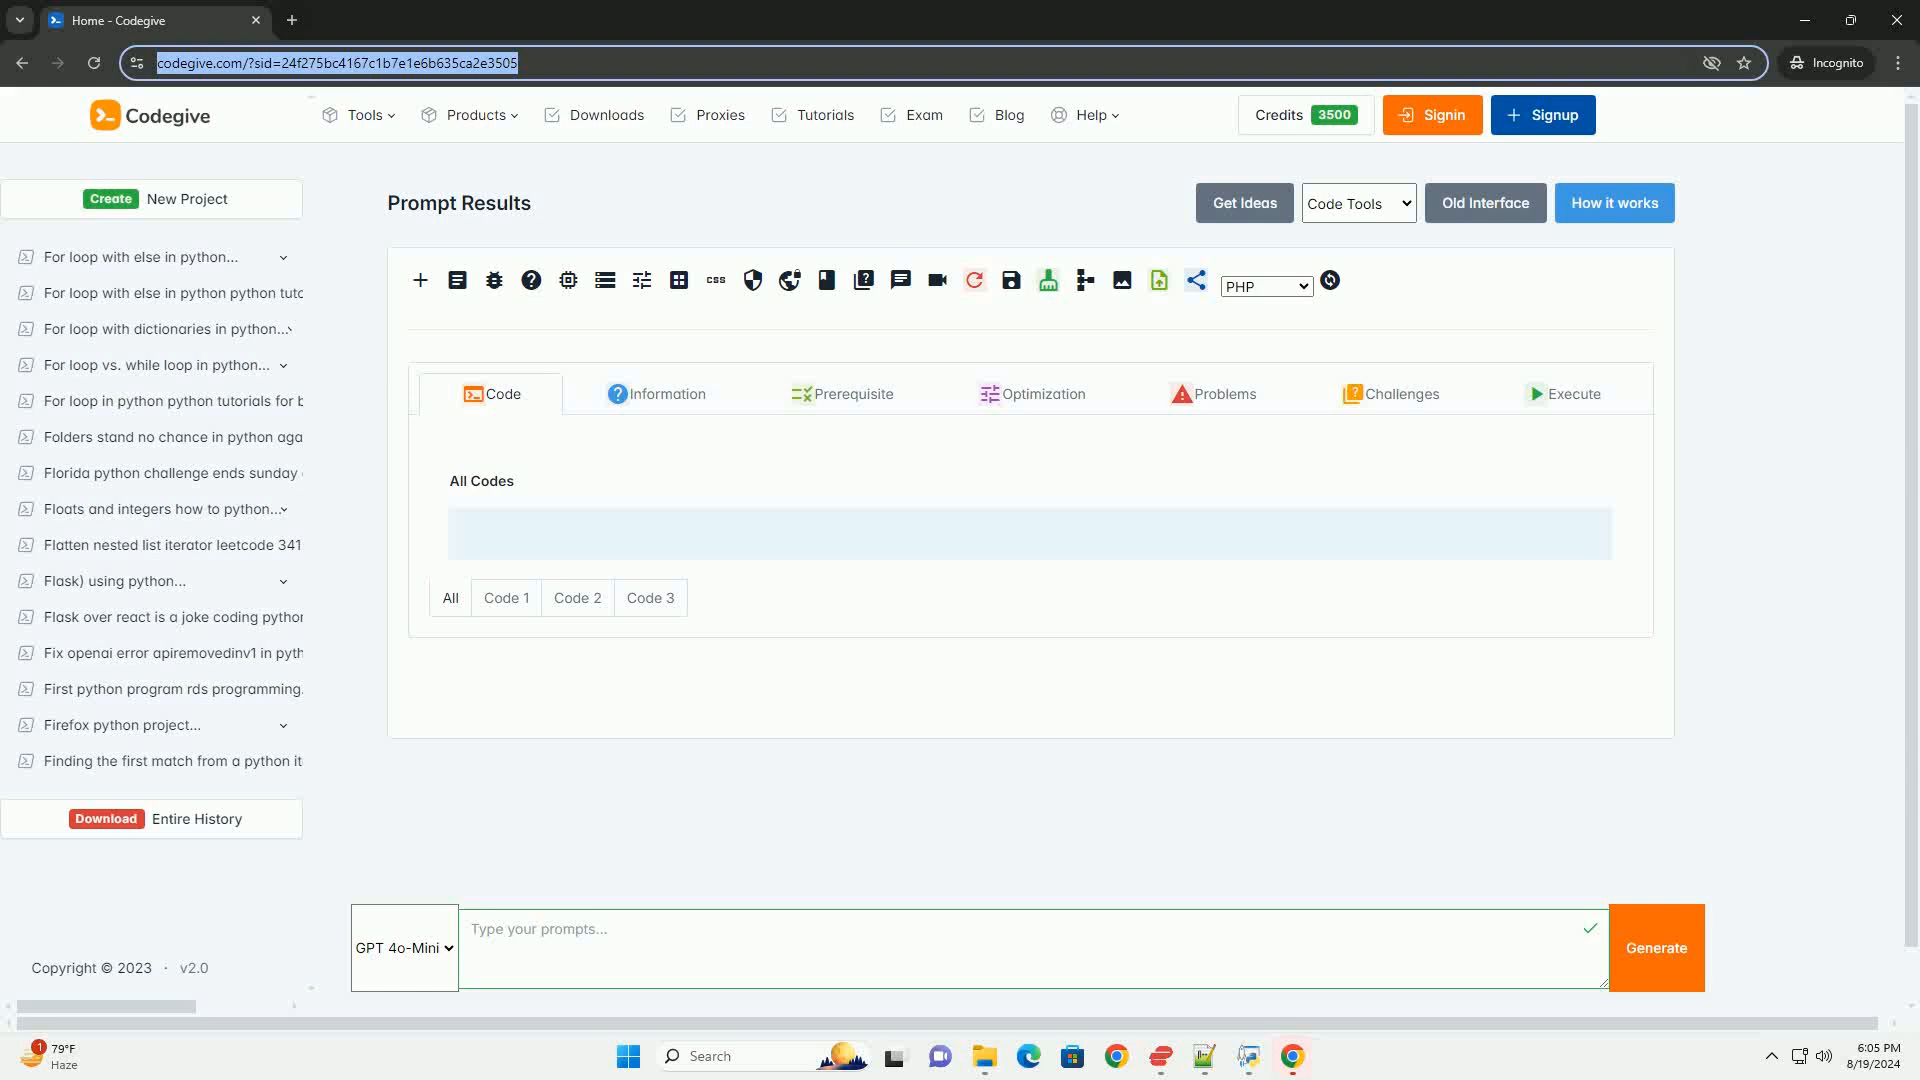 Home - Codegive
codegive.com/?sid=24f275bc4167c1b7e1e6b635ca2e3505
Incognito
Codegive
Tools
Products
Downloads
Proxies
Tutorials
Exam
Blog
Help
Credits 3500
Signin
Signup
Create New Project
For loop with else in python...
For loop with else in python python tuto
For loop with dictionaries in python...
For loop vs. while loop in python...
For loop in python python tutorials for b
Folders stand no chance in python aga
Florida python challenge ends sunday
Floats and integers how to python...
Flatten nested list iterator leetcode 341
Flask) using python...
Flask over react is a joke coding python
Fix openai error apiremovedinv1 in pyth
First python program rds programming.
Firefox python project...
Finding the first match from a python it
Download Entire History
Copyright © 2023 · v2.0
Prompt Results
Get Ideas
Code Tools
Old Interface
How it works
css
PHP
Code
Information
Prerequisite
Optimization
Problems
Challenges
Execute
All Codes
All
Code 1
Code 2
Code 3
GPT 4o-Mini
Type your prompts...
Generate
1
79°F
Haze
Search
6:05 PM
8/19/2024